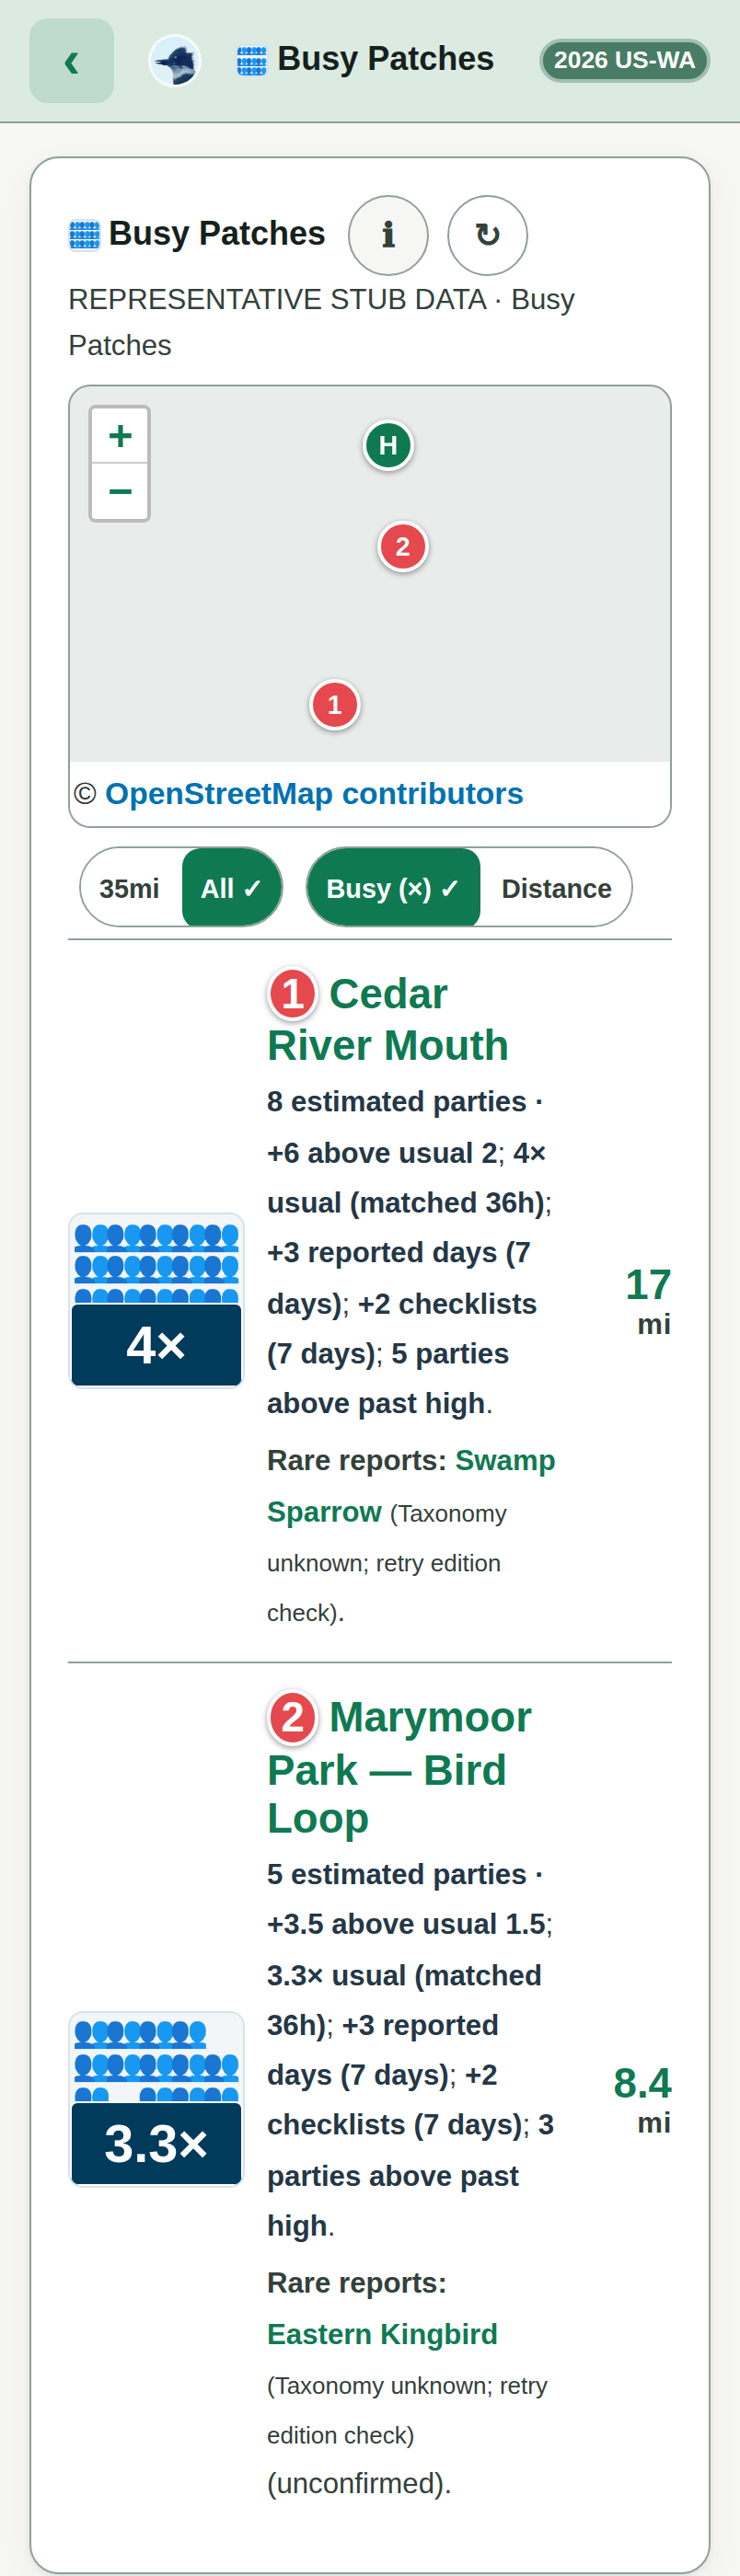 ‹ Busy Patches 2026 US-WA
Busy Patches ℹ ↻
REPRESENTATIVE STUB DATA · Busy
Patches
+
−
H
2
1
© OpenStreetMap contributors
35mi All ✓ Busy (×) ✓ Distance
1 Cedar
River Mouth
8 estimated parties ·
+6 above usual 2; 4×
usual (matched 36h);
+3 reported days (7
days); +2 checklists
(7 days); 5 parties
above past high.
4×
17
mi
Rare reports: Swamp
Sparrow (Taxonomy
unknown; retry edition
check).
2 Marymoor
Park — Bird
Loop
5 estimated parties ·
+3.5 above usual 1.5;
3.3× usual (matched
36h); +3 reported
days (7 days); +2
checklists (7 days); 3
parties above past
high.
3.3×
8.4
mi
Rare reports:
Eastern Kingbird
(Taxonomy unknown; retry
edition check)
(unconfirmed).